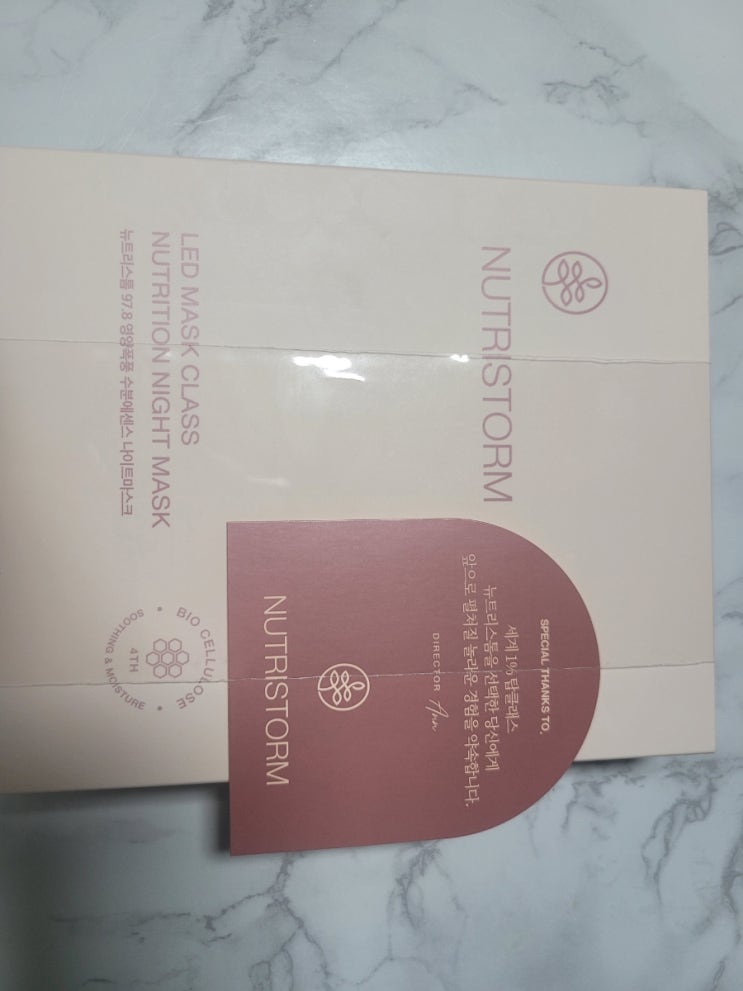 NUTRISTORM
LED MASK CLASS
NUTRITION NIGHT MASK
뉴트리스톰 97.8 영양폭풍 수분에센스 나이트마스크
BIO CELLULOSE
4TH
SOOTHING & MOISTURE
SPECIAL THANKS TO,
세계 1% 탑클래스
뉴트리스톰을 선택한 당신에게
앞으로 펼쳐질 놀라운 경험을 약속합니다.
DIRECTOR Ann
NUTRISTORM